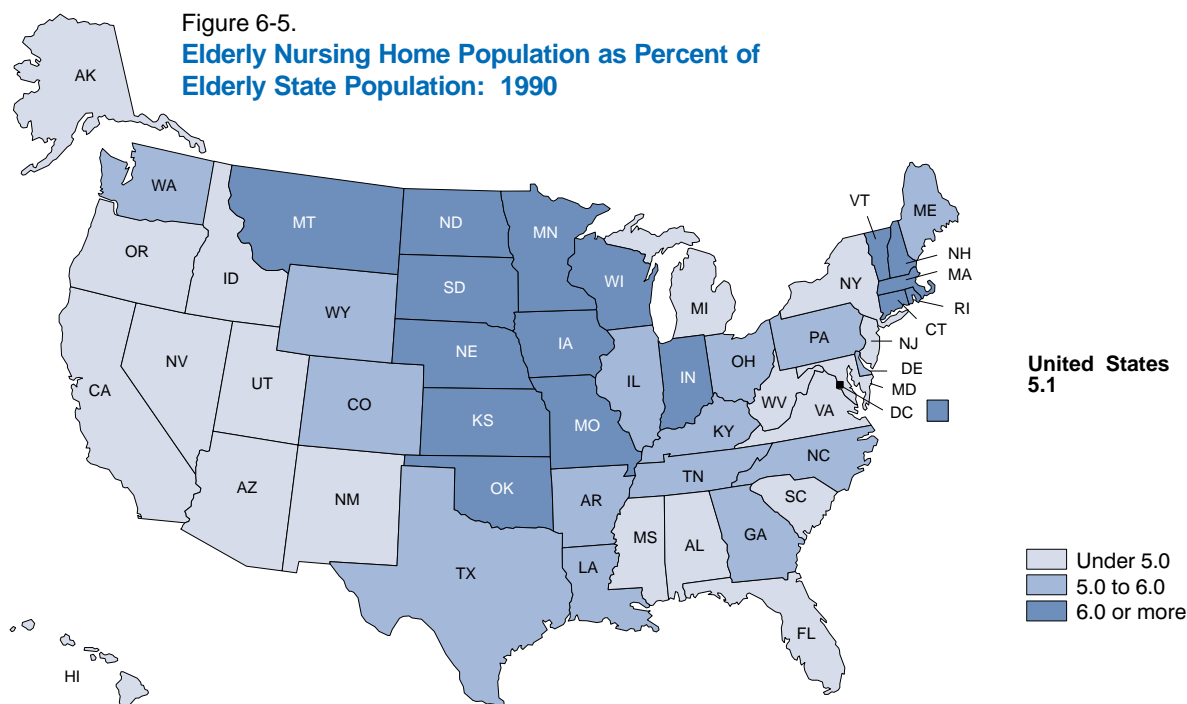 Figure 6-5.
Elderly Nursing Home Population as Percent of
Elderly State Population: 1990
AK
WA
MT
ND
MN
VT
ME
OR
ID
SD
WI
NH
MA
NY
MI
RI
WY
CT
IA
NE
PA
NJ
NV
OH
UT
IL
IN
DE
CA
CO
MD
WV
VA
DC
KS
MO
KY
NC
TN
AZ
NM
OK
AR
SC
MS
AL
GA
TX
LA
FL
HI
United States
5.1
Under 5.0
5.0 to 6.0
6.0 or more